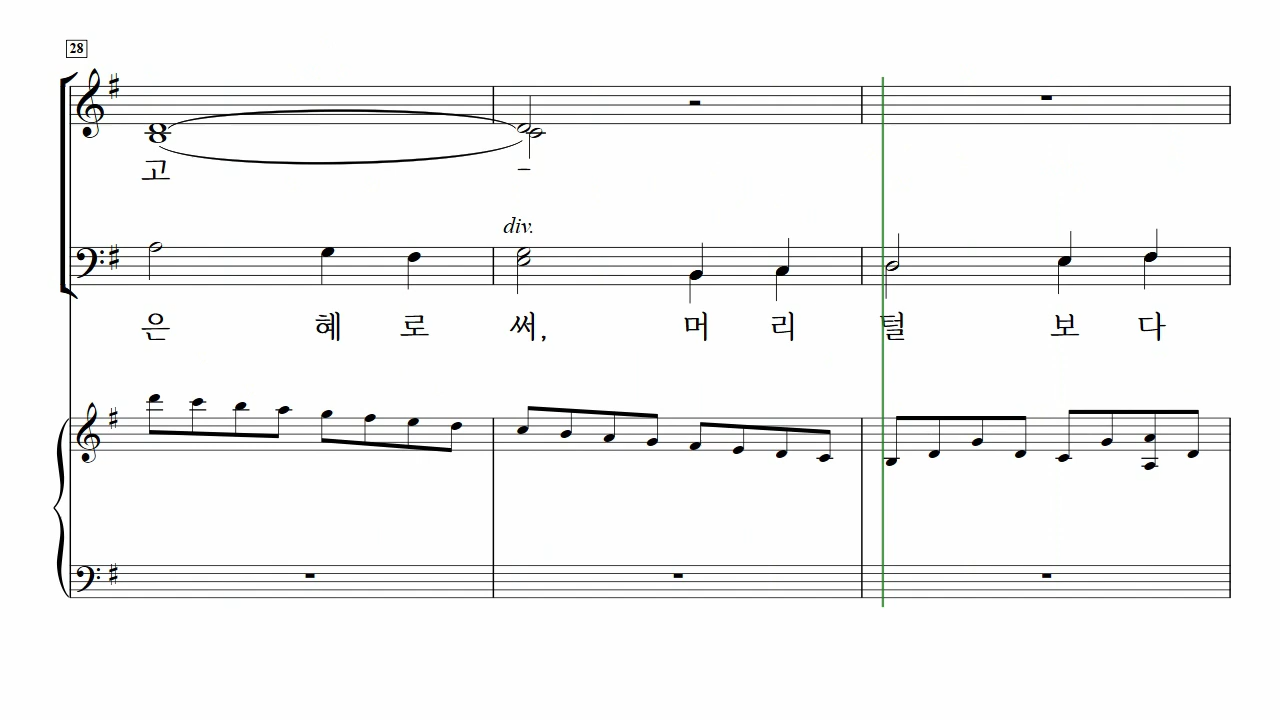 28
고 -
div.
은 혜 로 써, 머 리 털 보 다